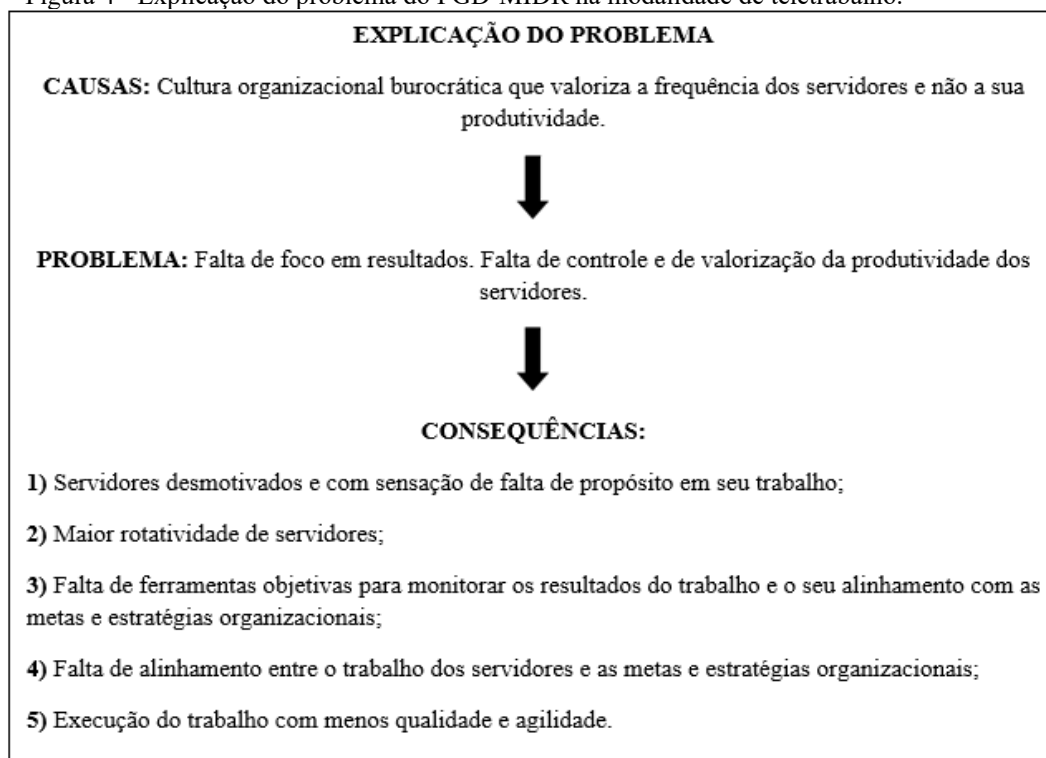 Figura 4 - Explicação do problema do PGD-MIDR na modalidade de teletrabalho.
EXPLICAÇÃO DO PROBLEMA
CAUSAS: Cultura organizacional burocrática que valoriza a frequência dos servidores e não a sua
produtividade.
PROBLEMA: Falta de foco em resultados. Falta de controle e de valorização da produtividade dos
servidores.
CONSEQUÊNCIAS:
1) Servidores desmotivados e com sensação de falta de propósito em seu trabalho;
2) Maior rotatividade de servidores;
3) Falta de ferramentas objetivas para monitorar os resultados do trabalho e o seu alinhamento com as
metas e estratégias organizacionais;
4) Falta de alinhamento entre o trabalho dos servidores e as metas e estratégias organizacionais;
5) Execução do trabalho com menos qualidade e agilidade.